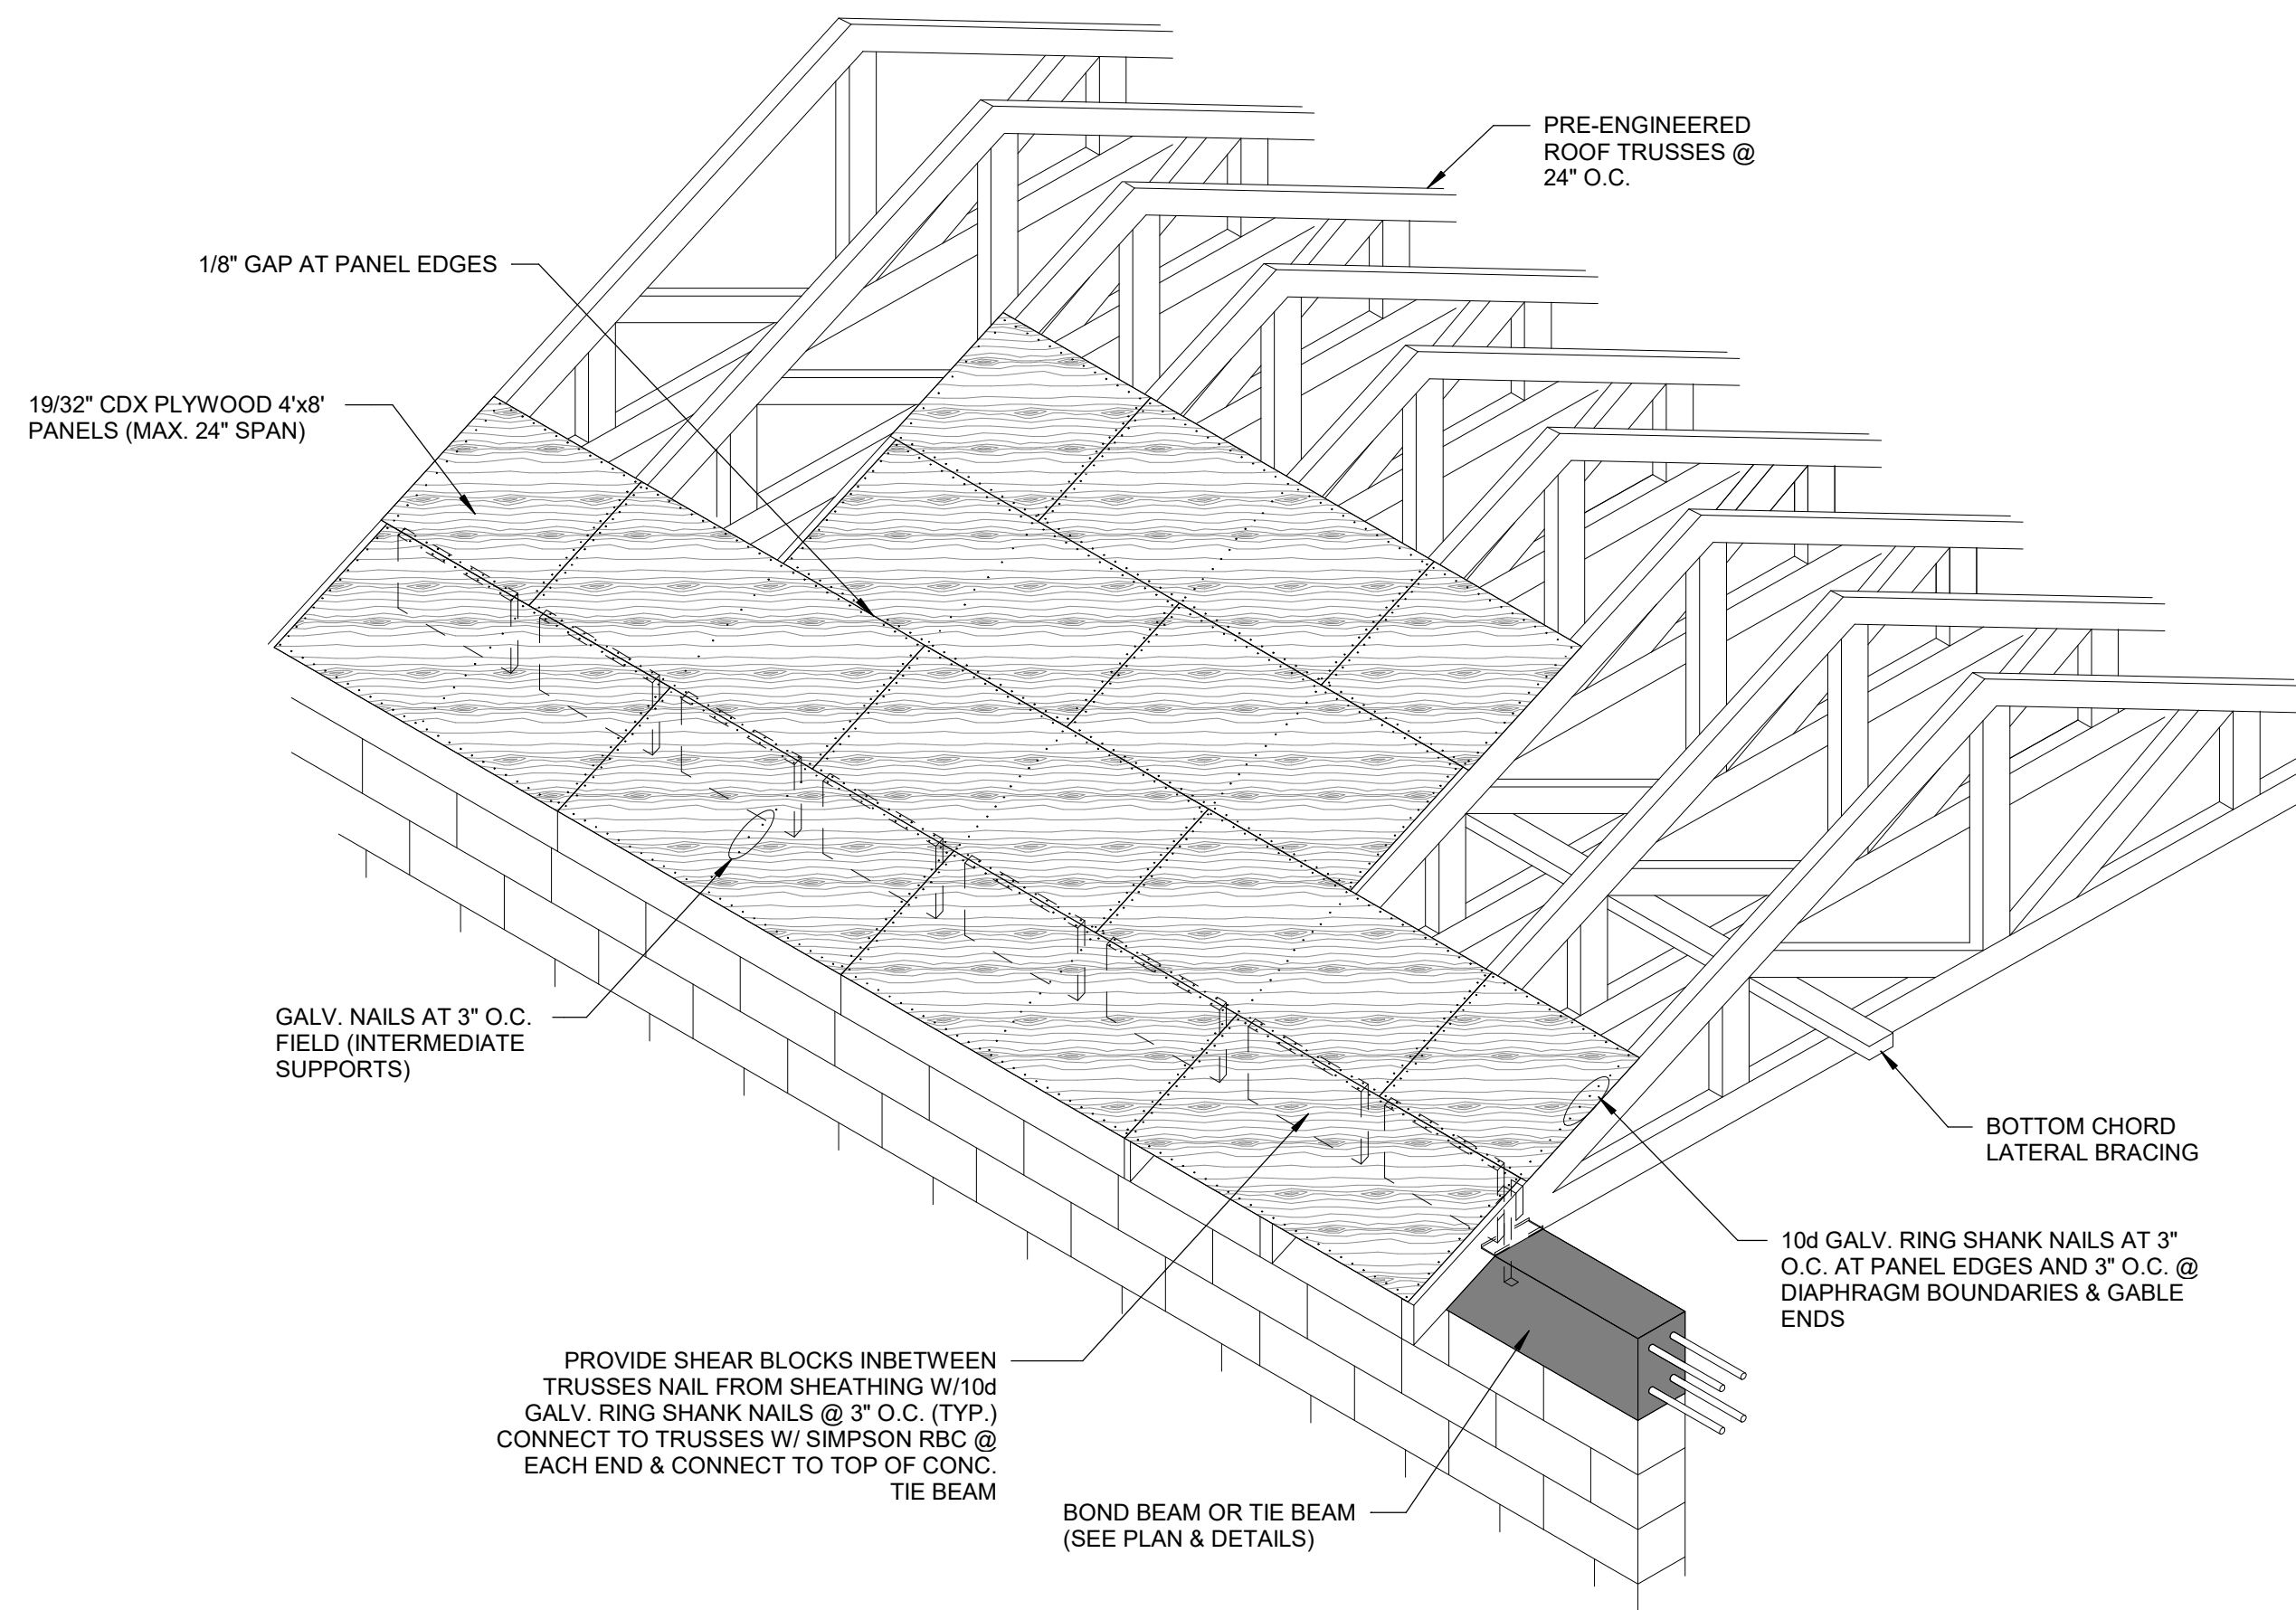 PRE-ENGINEERED
ROOF TRUSSES @
24" O.C.
1/8" GAP AT PANEL EDGES
19/32" CDX PLYWOOD 4'x8'
PANELS (MAX. 24" SPAN)
GALV. NAILS AT 3" O.C.
FIELD (INTERMEDIATE
SUPPORTS)
BOTTOM CHORD
LATERAL BRACING
10d GALV. RING SHANK NAILS AT 3"
O.C. AT PANEL EDGES AND 3" O.C. @
DIAPHRAGM BOUNDARIES & GABLE
ENDS
PROVIDE SHEAR BLOCKS INBETWEEN
TRUSSES NAIL FROM SHEATHING W/10d
GALV. RING SHANK NAILS @ 3" O.C. (TYP.)
CONNECT TO TRUSSES W/ SIMPSON RBC @
EACH END & CONNECT TO TOP OF CONC.
TIE BEAM
BOND BEAM OR TIE BEAM
(SEE PLAN & DETAILS)